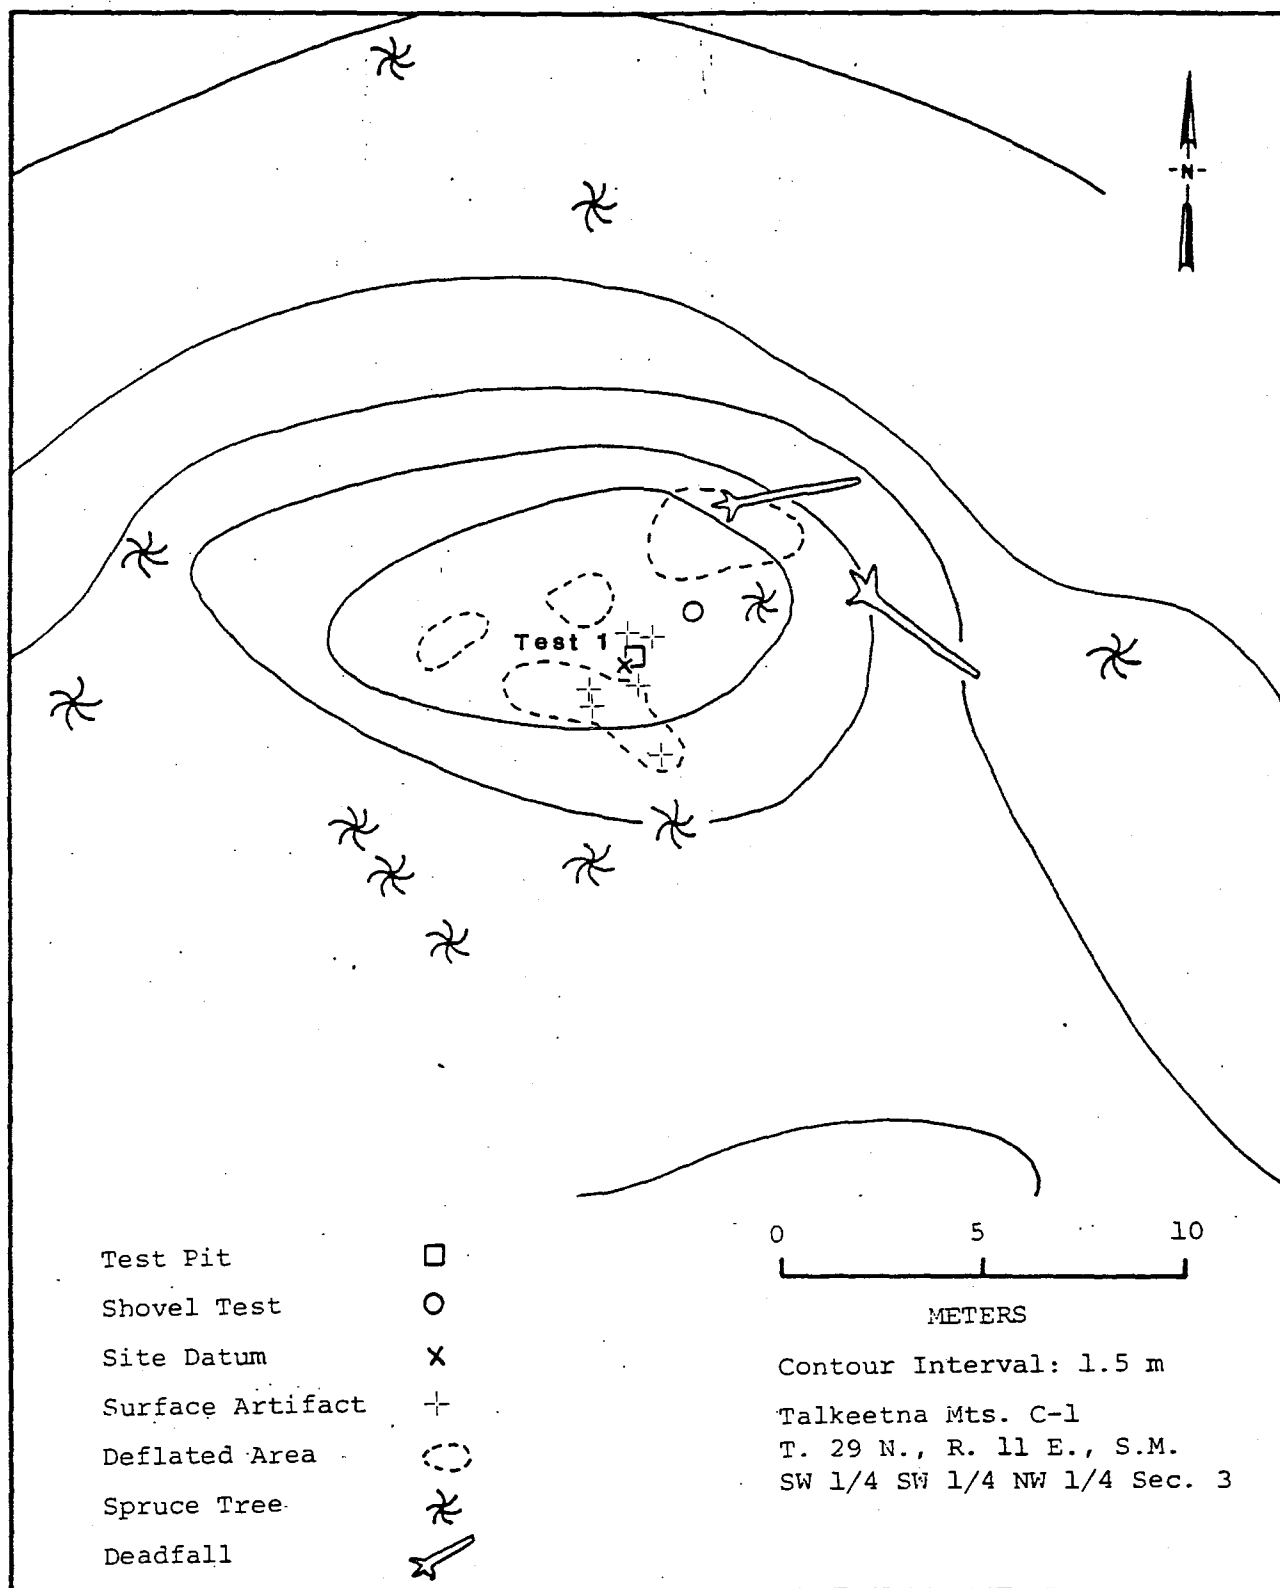 -N-
Test 1
0 5 10
METERS
Contour Interval: 1.5 m
Talkeetna Mts. C-1
T. 29 N., R. 11 E., S.M.
SW 1/4 SW 1/4 NW 1/4 Sec. 3
Test Pit
Shovel Test
Site Datum
Surface Artifact
Deflated Area
Spruce Tree
Deadfall